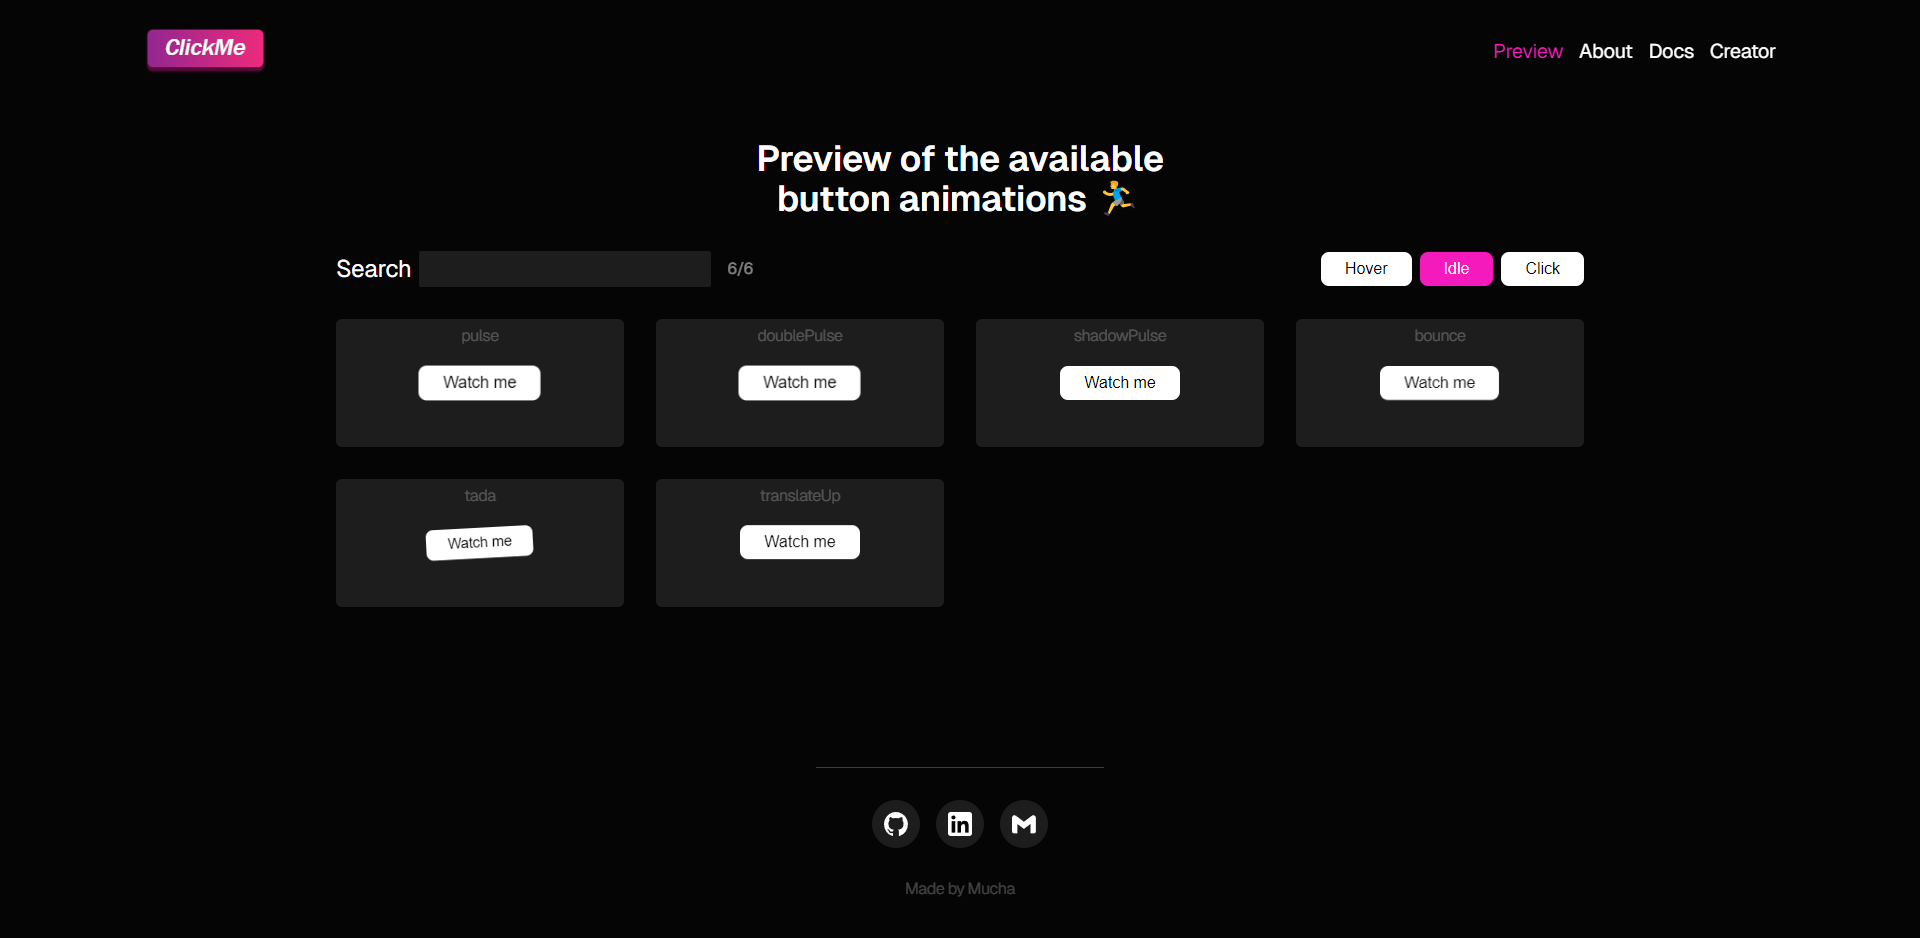 ClickMe
Preview About Docs Creator
Preview of the available
button animations 🏃
Search 6/6 Hover Idle Click
pulse doublePulse shadowPulse bounce
Watch me Watch me Watch me Watch me
tada translateUp
Watch me Watch me
Made by Mucha